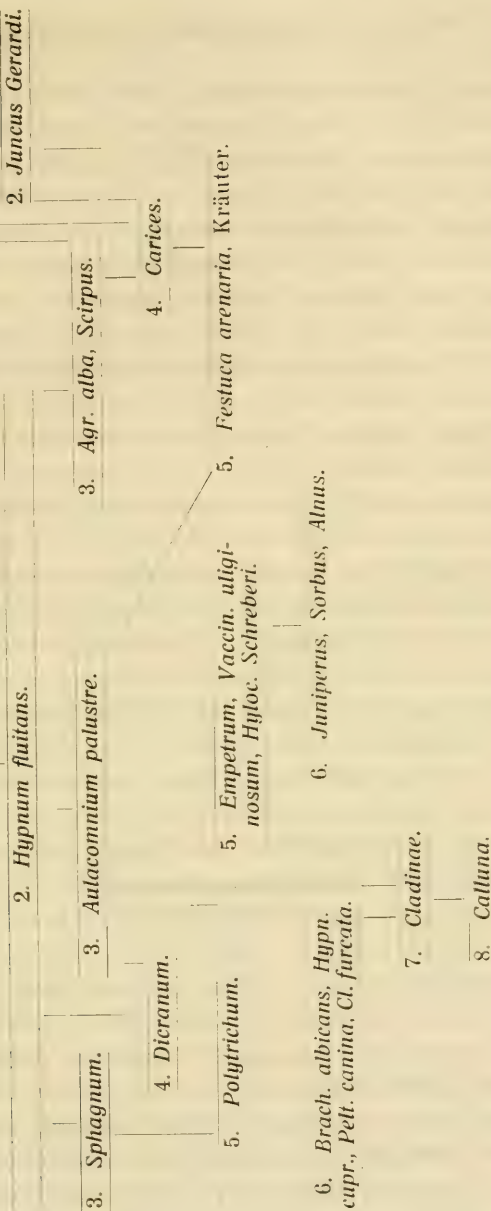 2. Juncus Gerardi.
2. Hypnum fluitans.
3. Sphagnum.
3. Aulacomnium palustre.
3. Agr. alba, Scirpus.
4. Dicranum.
4. Carices.
5. Polytrichum.
5. Empetrum, Vaccin. uligi-
nosum, Hyloc. Schreberi.
5. Festuca arenaria, Kräuter.
6. Brach. albicans, Hypn.
cupr., Pelt. canina, Cl. furcata.
6. Juniperus, Sorbus, Alnus.
7. Cladinae.
8. Calluna.